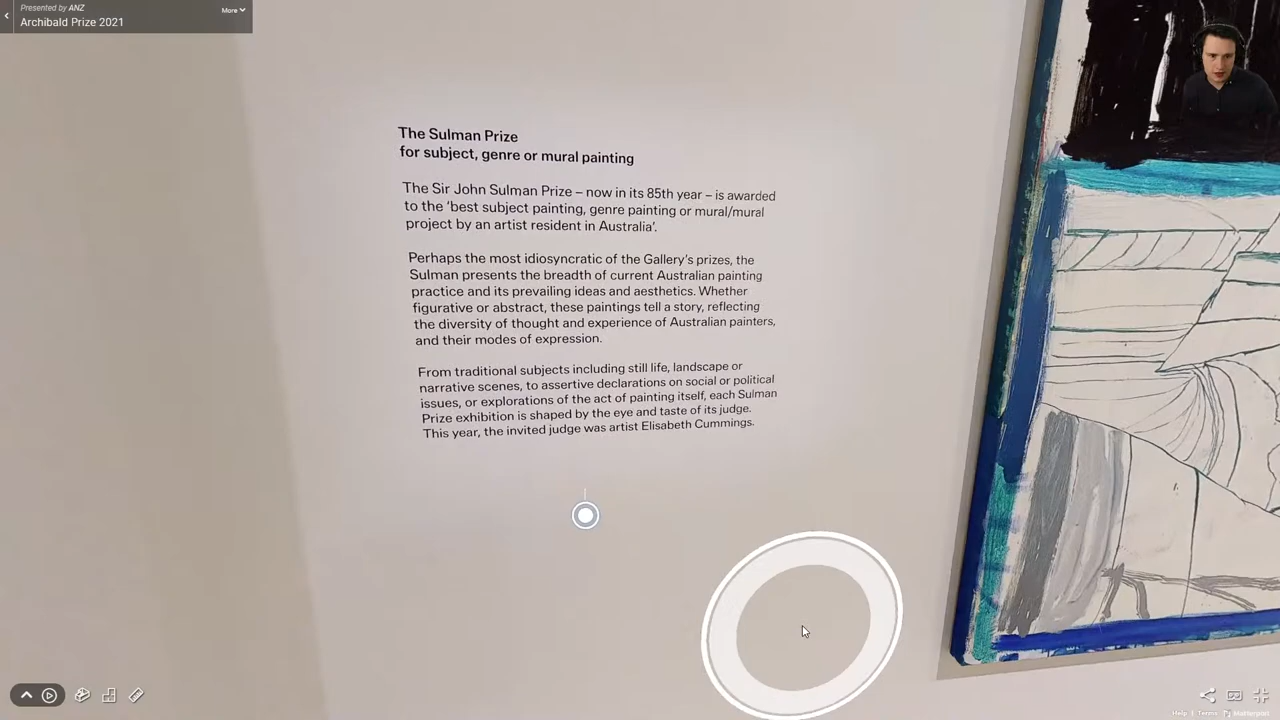 Presented by ANZ
Archibald Prize 2021
More
The Sulman Prize
for subject, genre or mural painting
The Sir John Sulman Prize – now in its 85th year – is awarded
to the ‘best subject painting, genre painting or mural/mural
project by an artist resident in Australia’.
Perhaps the most idiosyncratic of the Gallery’s prizes, the
Sulman presents the breadth of current Australian painting
practice and its prevailing ideas and aesthetics. Whether
figurative or abstract, these paintings tell a story, reflecting
the diversity of thought and experience of Australian painters,
and their modes of expression.
From traditional subjects including still life, landscape or
narrative scenes, to assertive declarations on social or political
issues, or explorations of the act of painting itself, each Sulman
Prize exhibition is shaped by the eye and taste of its judge.
This year, the invited judge was artist Elisabeth Cummings.
Help | Terms Matterport